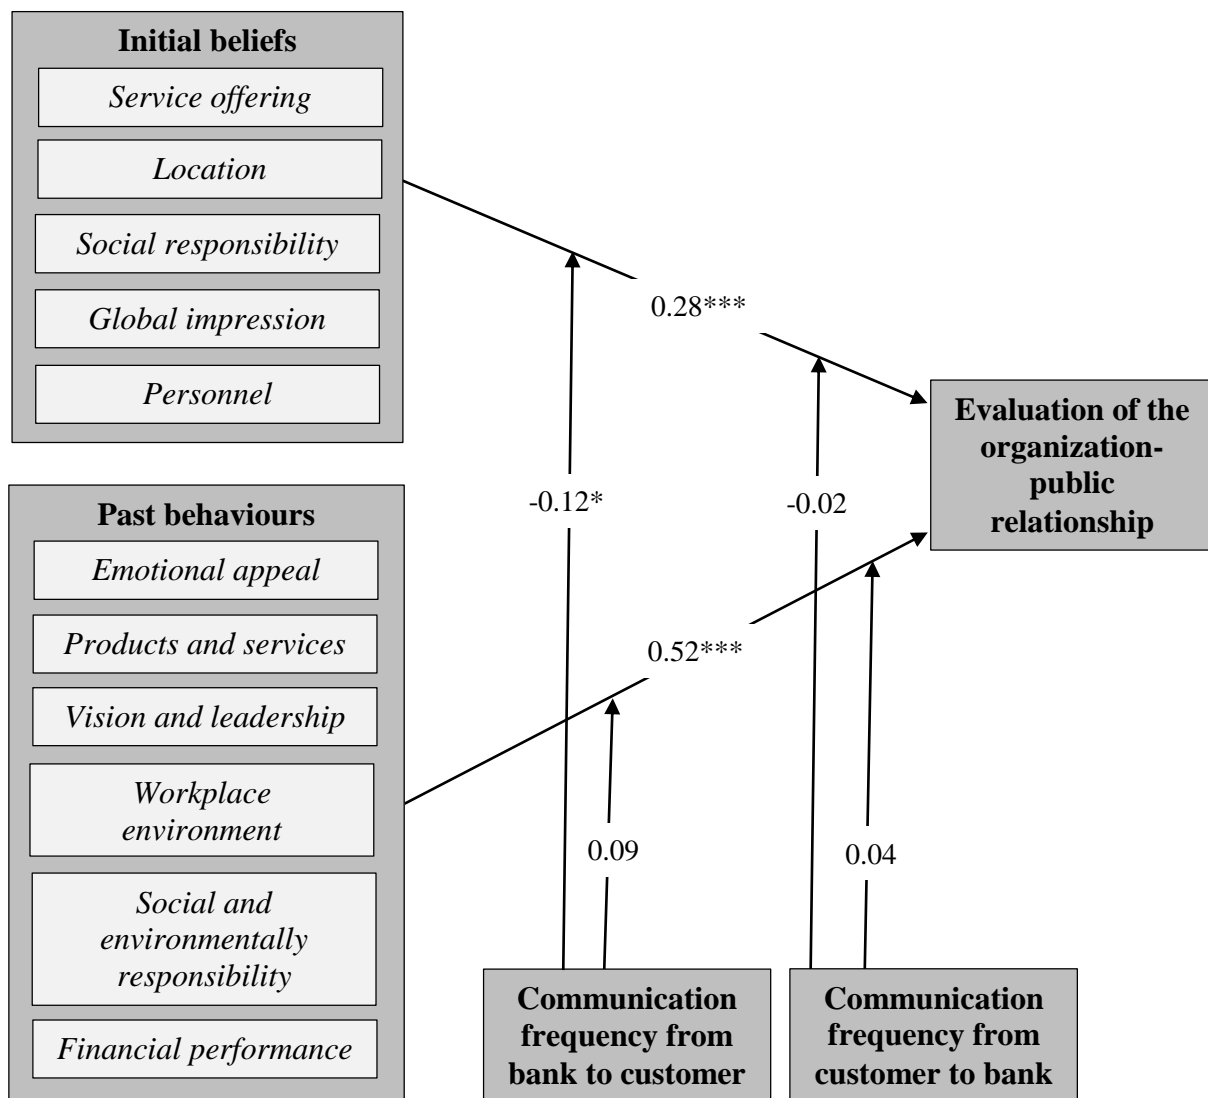 Initial beliefs
Service offering
Location
Social responsibility
Global impression
Personnel
Past behaviours
Emotional appeal
Products and services
Vision and leadership
Workplace
environment
Social and
environmentally
responsibility
Financial performance
0.28***
-0.12*
-0.02
0.52***
0.09
0.04
Evaluation of the
organization-
public
relationship
Communication
frequency from
bank to customer
Communication
frequency from
customer to bank